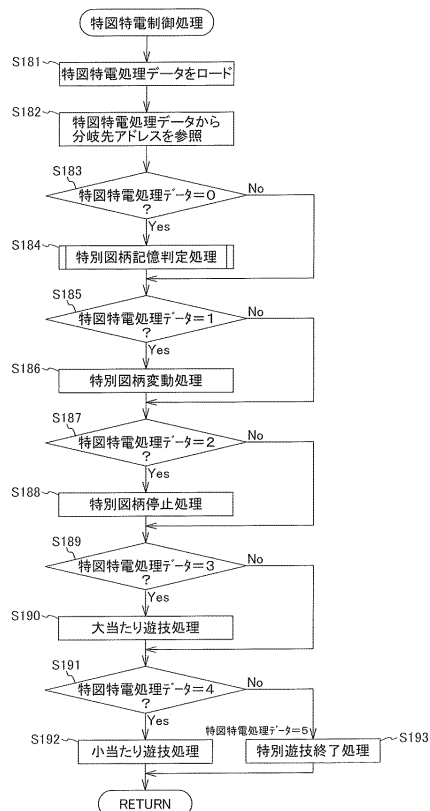 特図特電制御処理
S181
特図特電処理データをロード
S182
特図特電処理データから
分岐先アドレスを参照
S183
特図特電処理ﾃﾞｰﾀ=0
?
No
Yes
S184
特別図柄記憶判定処理
S185
特図特電処理ﾃﾞｰﾀ=1
?
No
Yes
S186
特別図柄変動処理
S187
特図特電処理ﾃﾞｰﾀ=2
?
No
Yes
S188
特別図柄停止処理
S189
特図特電処理ﾃﾞｰﾀ=3
?
No
Yes
S190
大当たり遊技処理
S191
特図特電処理ﾃﾞｰﾀ=4
?
No
Yes
特図特電処理ﾃﾞｰﾀ=5
S192
小当たり遊技処理
S193
特別遊技終了処理
RETURN